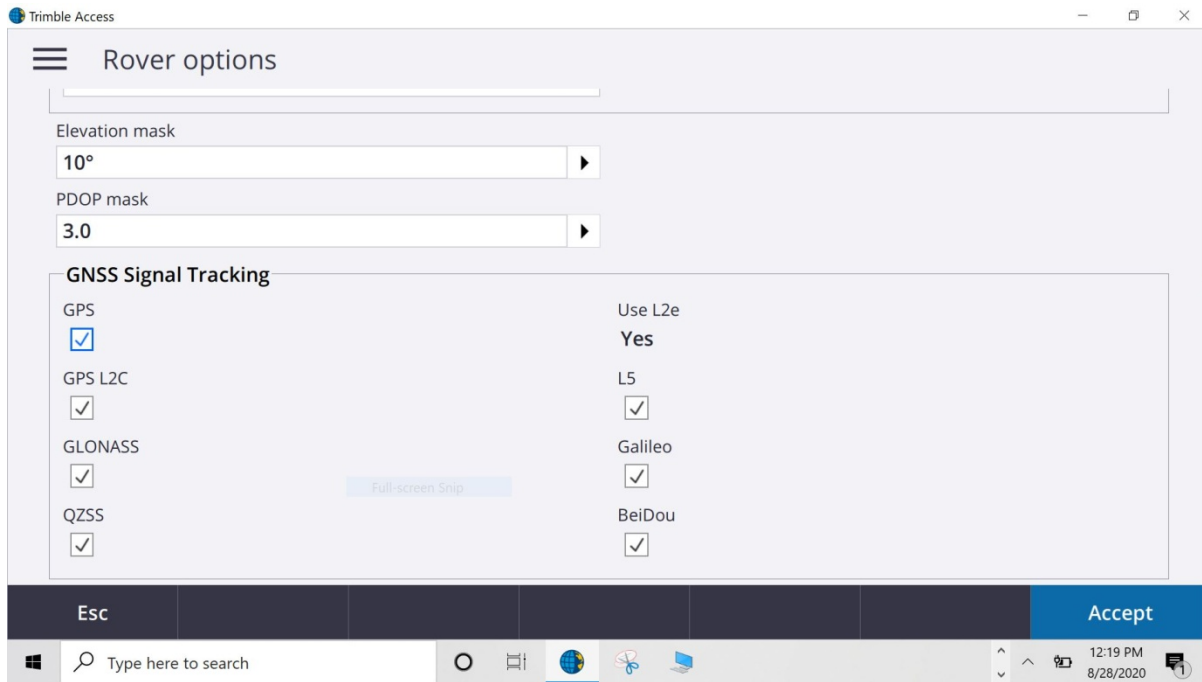 Trimble Access
Rover options
Elevation mask
10°
PDOP mask
3.0
GNSS Signal Tracking
GPS
Use L2e
Yes
GPS L2C
L5
GLONASS
Galileo
Full-screen Snip
QZSS
BeiDou
Esc
Accept
Type here to search
12:19 PM
8/28/2020
1